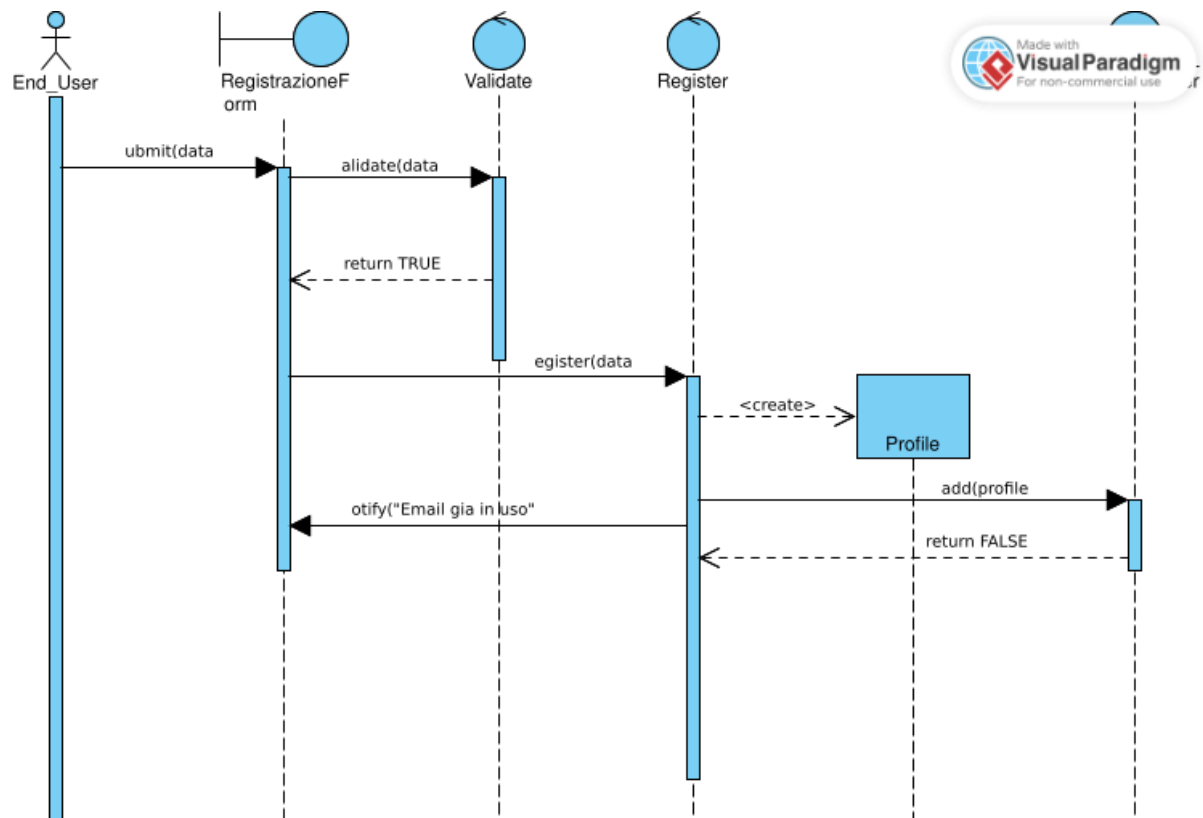 Made with
Visual Paradigm
For non-commercial use
End_User
RegistrazioneF
orm
Validate
Register
ubmit(data
alidate(data
return TRUE
egister(data
<create>
Profile
add(profile
otify("Email gia in uso"
return FALSE